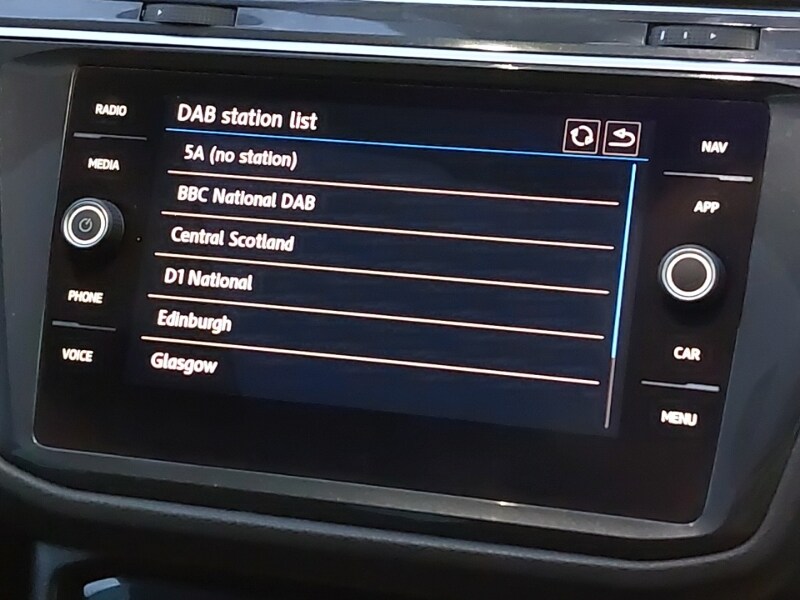 RADIO
MEDIA
PHONE
VOICE
DAB station list
5A (no station)
BBC National DAB
Central Scotland
D1 National
Edinburgh
Glasgow
NAV
APP
CAR
MENU